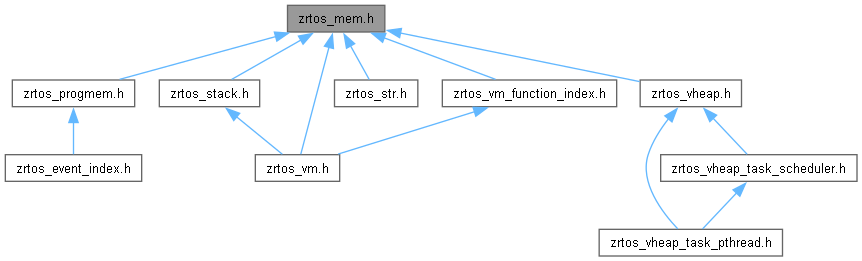 zrtos_mem.h
zrtos_progmem.h
zrtos_stack.h
zrtos_str.h
zrtos_vm_function_index.h
zrtos_vheap.h
zrtos_event_index.h
zrtos_vm.h
zrtos_vheap_task_scheduler.h
zrtos_vheap_task_pthread.h